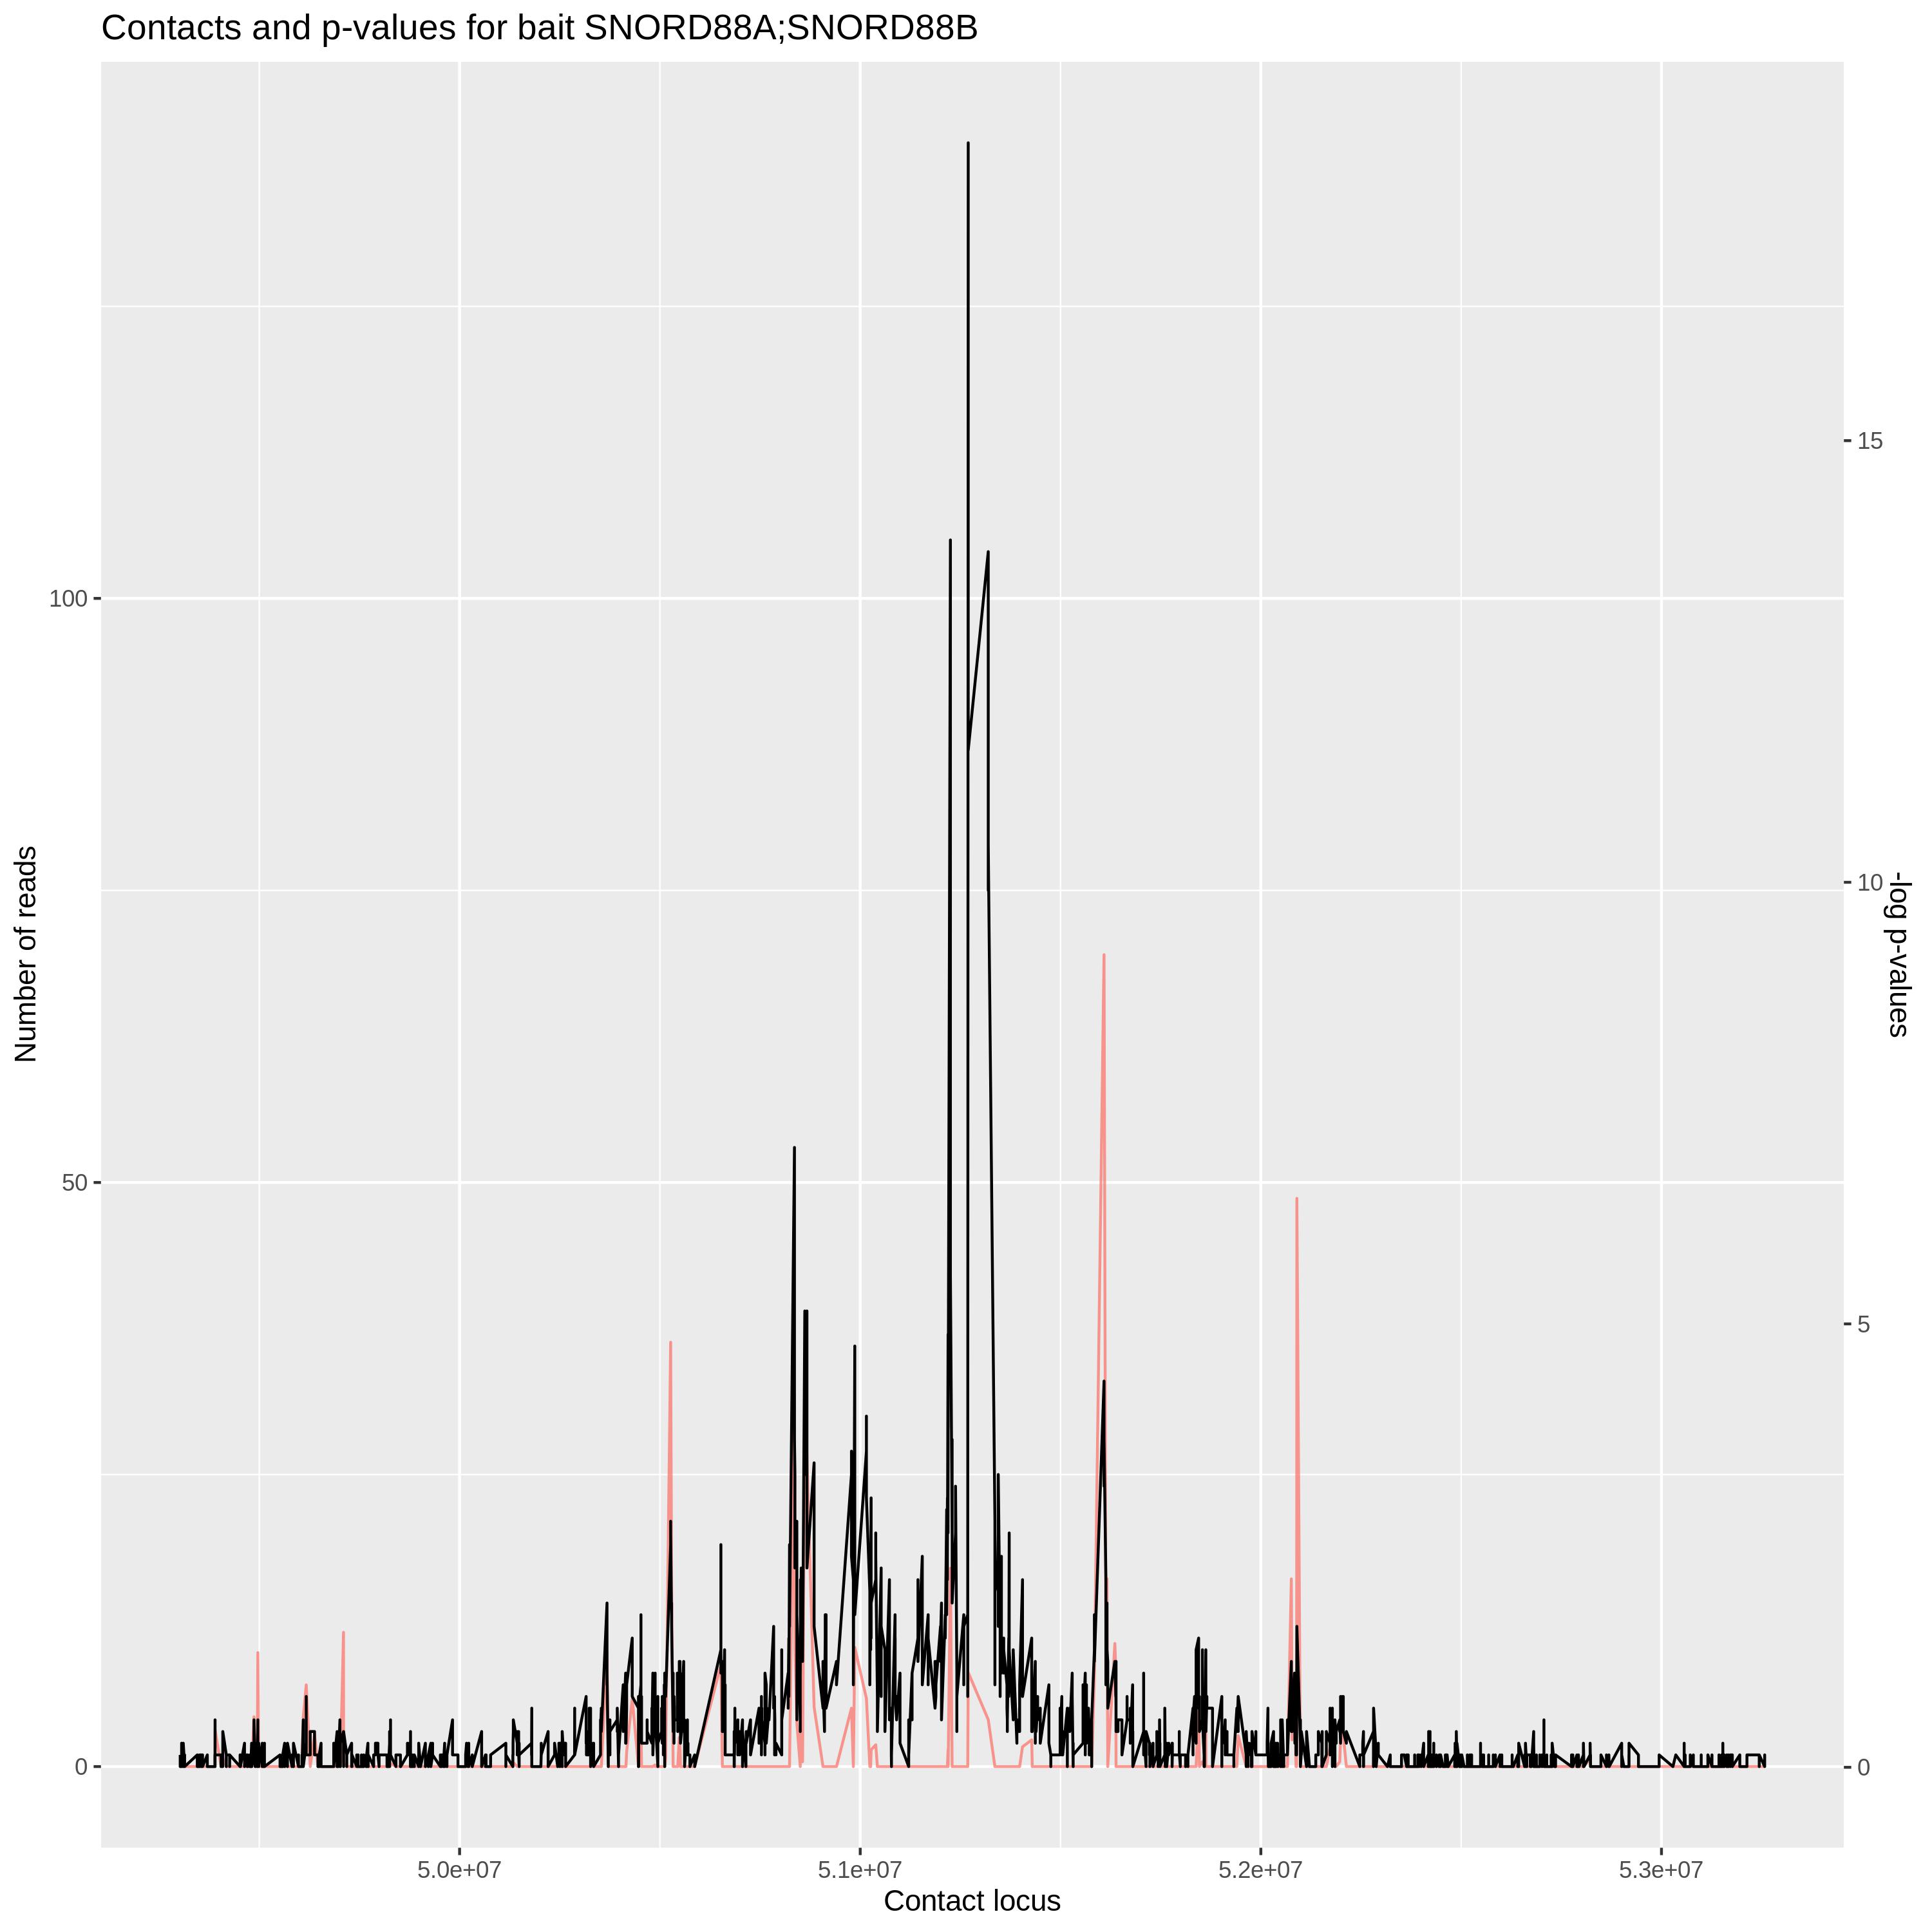 Contacts and p-values for bait SNORD88A;SNORD88B
15
100
10
Number of reads
-log p-values
50
5
0
0
5.0e+07
5.1e+07
5.2e+07
5.3e+07
Contact locus